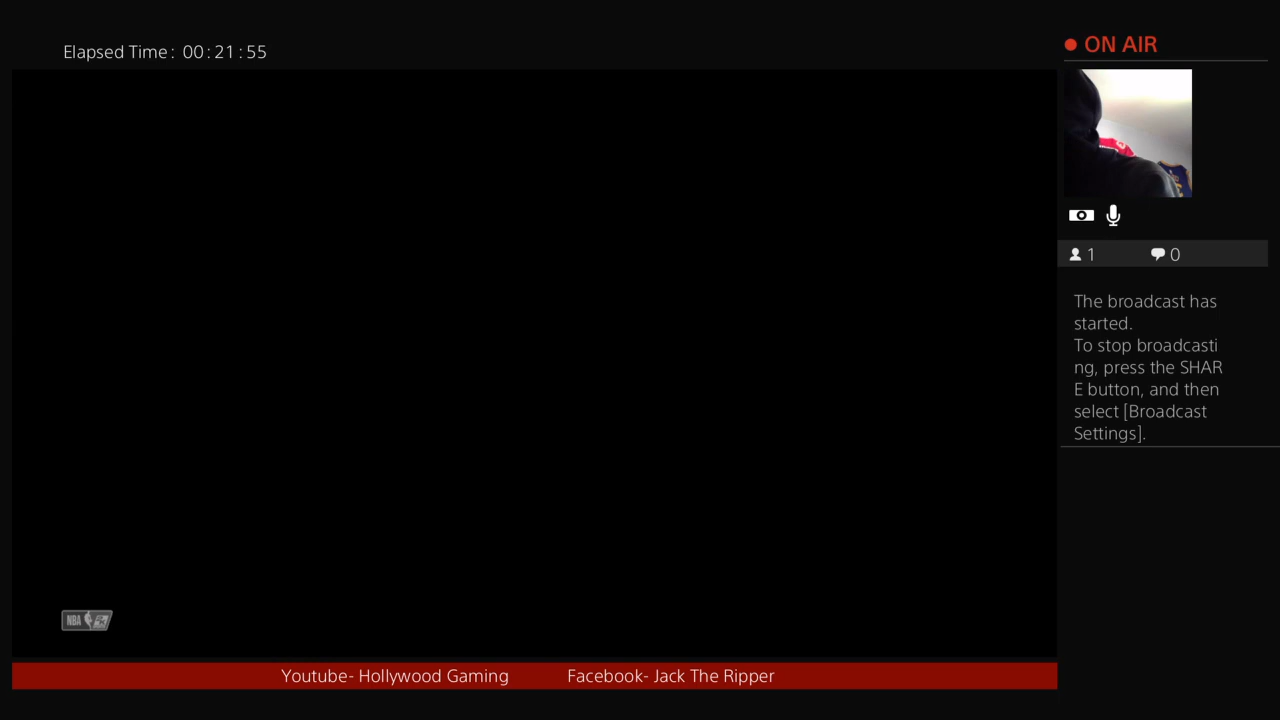 Elapsed Time: 00:21:55
ON AIR
1
0
The broadcast has
started.
To stop broadcasti
ng, press the SHAR
E button, and then
select [Broadcast
Settings].
NBA
Youtube- Hollywood Gaming
Facebook- Jack The Ripper